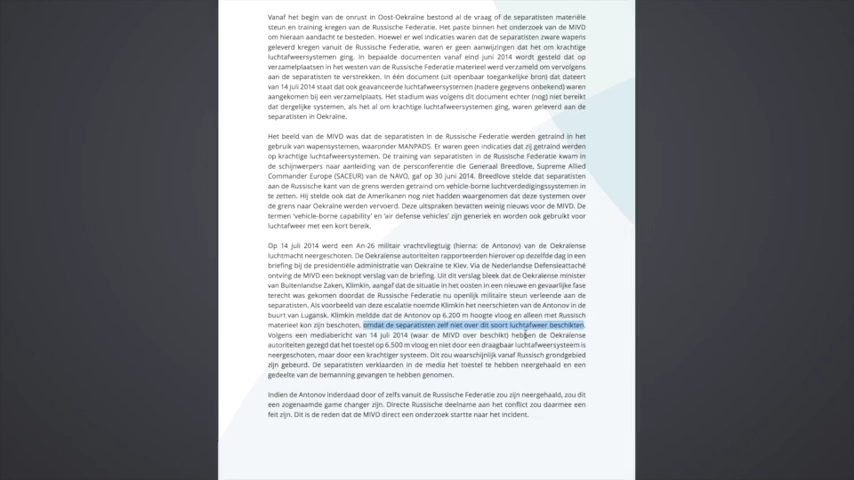 Vanaf het begin van de onrust in Oost-Oekraïne bestond al de vraag of de separatisten materiële
steun en training kregen van de Russische Federatie. Het paste binnen het onderzoek van de MIVD
om hieraan aandacht te besteden. Hoewel er wel indicaties waren dat de separatisten zware wapens
geleverd kregen vanuit de Russische Federatie, waren er geen aanwijzingen dat het om krachtige
luchtafweersystemen ging. In bepaalde documenten vanaf eind juni 2014 wordt gesteld dat op
verzamelplaatsen in het westen van de Russische Federatie materieel werd verzameld om vervolgens
aan de separatisten te verstrekken. In één document (uit openbaar toegankelijke bron) dat dateert
van 14 juli 2014 staat dat ook geavanceerde luchtafweersystemen (nadere gegevens onbekend) waren
aangekomen bij een verzamelplaats. Het stadium was volgens dit document echter (nog) niet bereikt
dat dergelijke systemen, als het al om krachtige luchtafweersystemen ging, waren geleverd aan de
separatisten in Oekraïne.
Het beeld van de MIVD was dat de separatisten in de Russische Federatie werden getraind in het
gebruik van wapensystemen, waaronder MANPADS. Er waren geen indicaties dat zij getraind werden
op krachtige luchtafweersystemen. De training van separatisten in de Russische Federatie kwam in
de schijnwerpers naar aanleiding van de persconferentie die Generaal Breedlove, Supreme Allied
Commander Europe (SACEUR) van de NAVO, gaf op 30 juni 2014. Breedlove stelde dat separatisten
aan de Russische kant van de grens werden getraind om vehicle-borne luchtverdedigingssystemen in
te zetten. Hij stelde ook dat de Amerikanen nog niet hadden waargenomen dat deze systemen over
de grens naar Oekraïne werden vervoerd. Deze uitspraken bevatten weinig nieuws voor de MIVD. De
termen 'vehicle-borne capability' en 'air defense vehicles' zijn generiek en worden ook gebruikt voor
luchtafweer met een kort bereik.
Op 14 juli 2014 werd een An-26 militair vrachtvliegtuig (hierna: de Antonov) van de Oekraïense
luchtmacht neergeschoten. De Oekraïense autoriteiten rapporteerden hierover op dezelfde dag in een
briefing bij de presidentiële administratie van Oekraïne te Kiev. Via de Nederlandse Defensieattaché
ontving de MIVD een beknopt verslag van de briefing. Uit dit verslag bleek dat de Oekraïense minister
van Buitenlandse Zaken, Klimkin, aangaf dat de situatie in het oosten in een nieuwe en gevaarlijke fase
terecht was gekomen doordat de Russische Federatie nu openlijk militaire steun verleende aan de
separatisten. Als voorbeeld van deze escalatie noemde Klimkin het neerschieten van de Antonov in de
buurt van Lugansk. Klimkin meldde dat de Antonov op 6.200 m hoogte vloog en alleen met Russisch
materieel kon zijn beschoten, omdat de separatisten zelf niet over dit soort luchtafweer beschikten.
Volgens een mediabericht van 14 juli 2014 (waar de MIVD over beschikt) hebben de Oekraïense
autoriteiten gezegd dat het toestel op 6.500 m vloog en niet door een draagbaar luchtafweersysteem is
neergeschoten, maar door een krachtiger systeem. Dit zou waarschijnlijk vanaf Russisch grondgebied
zijn gebeurd. De separatisten verklaarden in de media het toestel te hebben neergehaald en een
gedeelte van de bemanning gevangen te hebben genomen.
Indien de Antonov inderdaad door of zelfs vanuit de Russische Federatie zou zijn neergehaald, zou dit
een zogenaamde game changer zijn. Directe Russische deelname aan het conflict zou daarmee een
feit zijn. Dit is de reden dat de MIVD direct een onderzoek startte naar het incident.